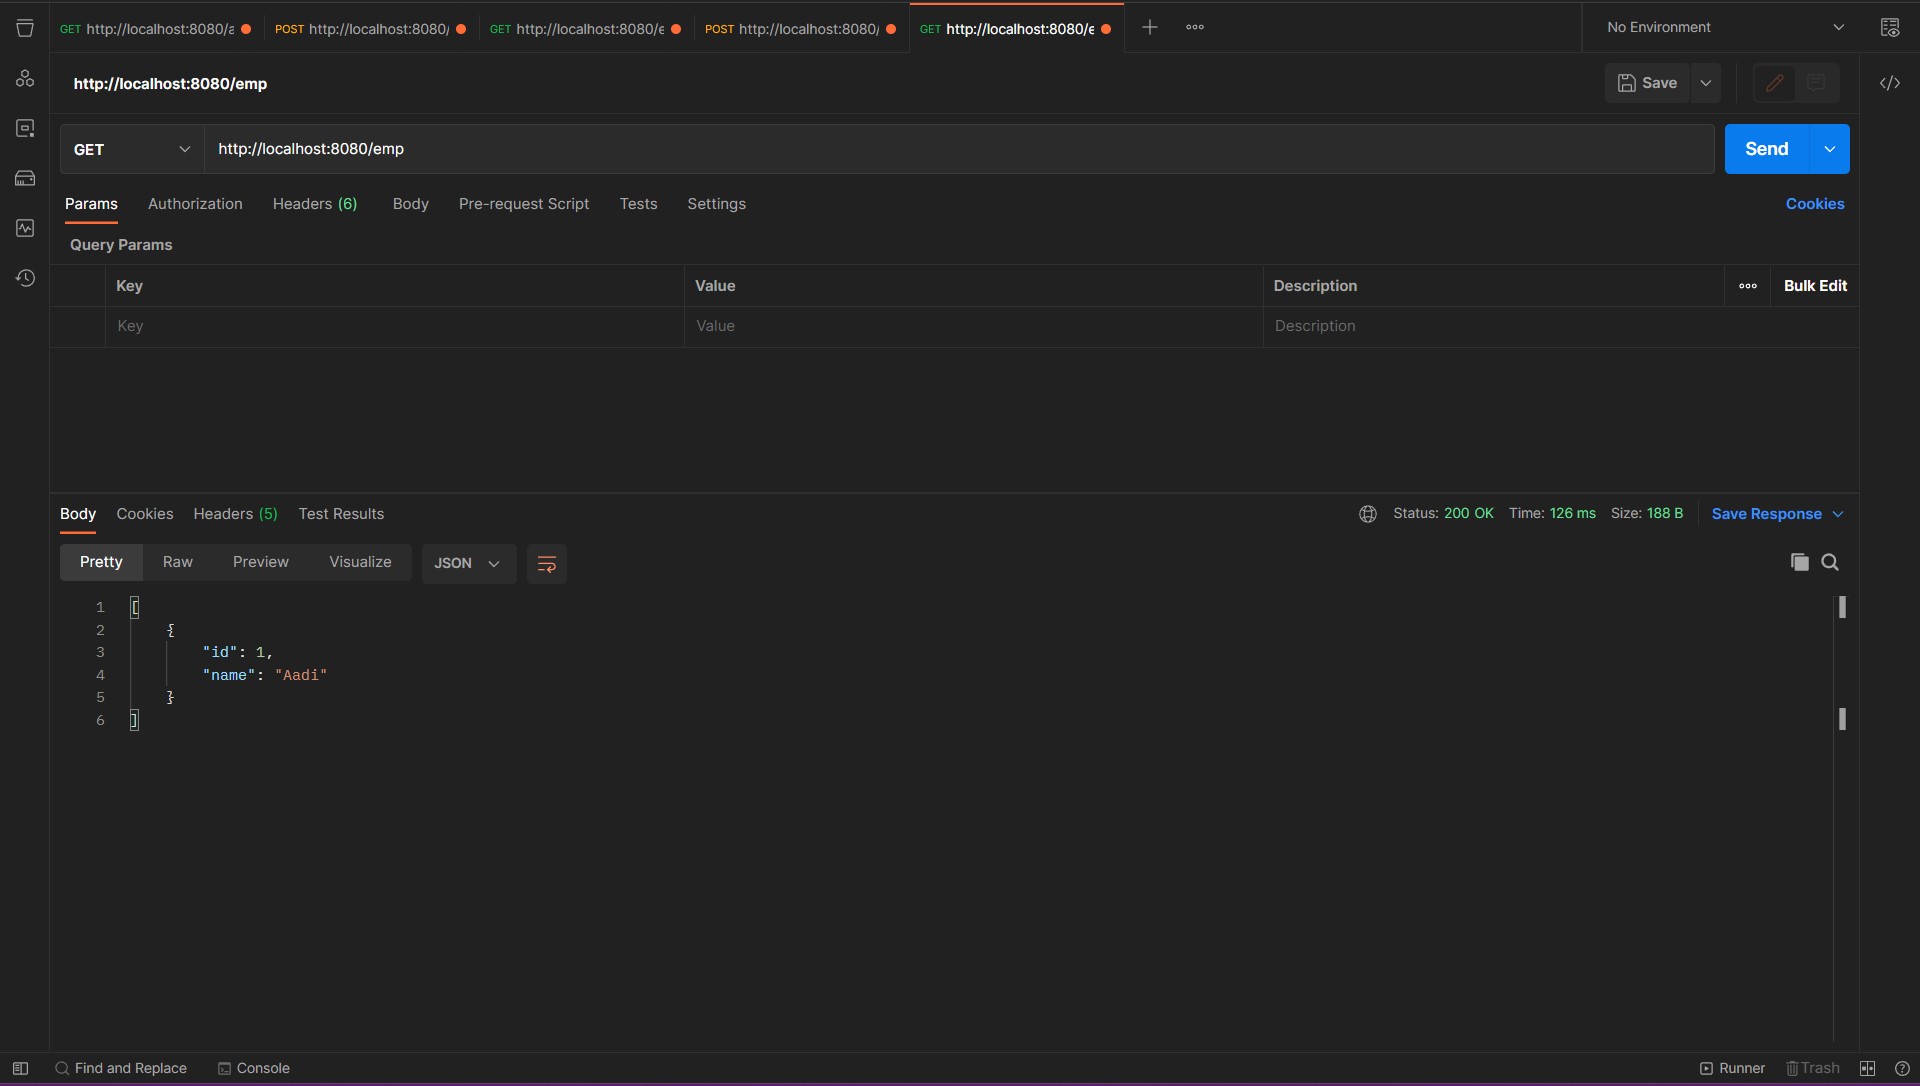 GET http://localhost:8080/a POST http://localhost:8080/ GET http://localhost:8080/e POST http://localhost:8080/ GET http://localhost:8080/e No Environment
http://localhost:8080/emp Save
GET http://localhost:8080/emp Send
Params Authorization Headers (6) Body Pre-request Script Tests Settings Cookies
Query Params
Key Value Description Bulk Edit
Key Value Description
Body Cookies Headers (5) Test Results Status: 200 OK Time: 126 ms Size: 188 B Save Response
Pretty Raw Preview Visualize JSON
1 [
2 {
3 "id": 1,
4 "name": "Aadi"
5 }
6 ]
Find and Replace Console Runner Trash